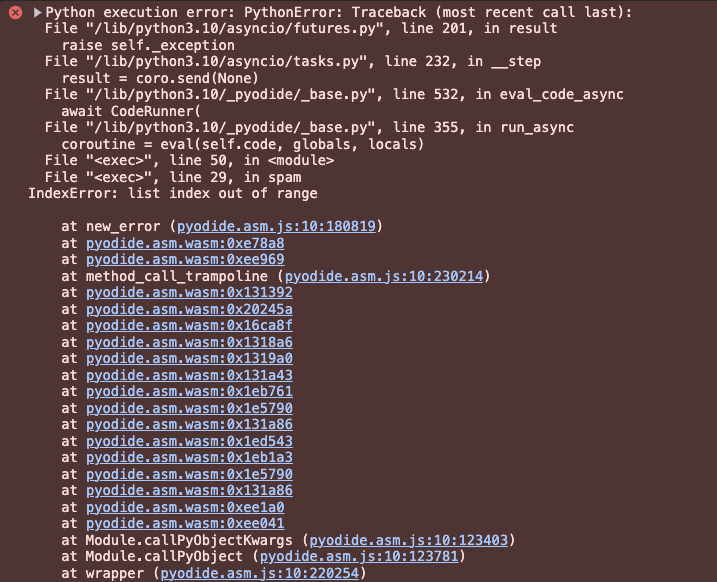 Python execution error: PythonError: Traceback (most recent call last):
File "/lib/python3.10/asyncio/futures.py", line 201, in result
raise self._exception
File "/lib/python3.10/asyncio/tasks.py", line 232, in __step
result = coro.send(None)
File "/lib/python3.10/_pyodide/_base.py", line 532, in eval_code_async
await CodeRunner(
File "/lib/python3.10/_pyodide/_base.py", line 355, in run_async
coroutine = eval(self.code, globals, locals)
File "<exec>", line 50, in <module>
File "<exec>", line 29, in spam
IndexError: list index out of range
at new_error (pyodide.asm.js:10:180819)
at pyodide.asm.wasm:0xe78a8
at pyodide.asm.wasm:0xee969
at method_call_trampoline (pyodide.asm.js:10:230214)
at pyodide.asm.wasm:0x131392
at pyodide.asm.wasm:0x20245a
at pyodide.asm.wasm:0x16ca8f
at pyodide.asm.wasm:0x1318a6
at pyodide.asm.wasm:0x1319a0
at pyodide.asm.wasm:0x131a43
at pyodide.asm.wasm:0x1eb761
at pyodide.asm.wasm:0x1e5790
at pyodide.asm.wasm:0x131a86
at pyodide.asm.wasm:0x1ed543
at pyodide.asm.wasm:0x1eb1a3
at pyodide.asm.wasm:0x1e5790
at pyodide.asm.wasm:0x131a86
at pyodide.asm.wasm:0xee1a0
at pyodide.asm.wasm:0xee041
at Module.callPyObjectKwargs (pyodide.asm.js:10:123403)
at Module.callPyObject (pyodide.asm.js:10:123781)
at wrapper (pyodide.asm.js:10:220254)